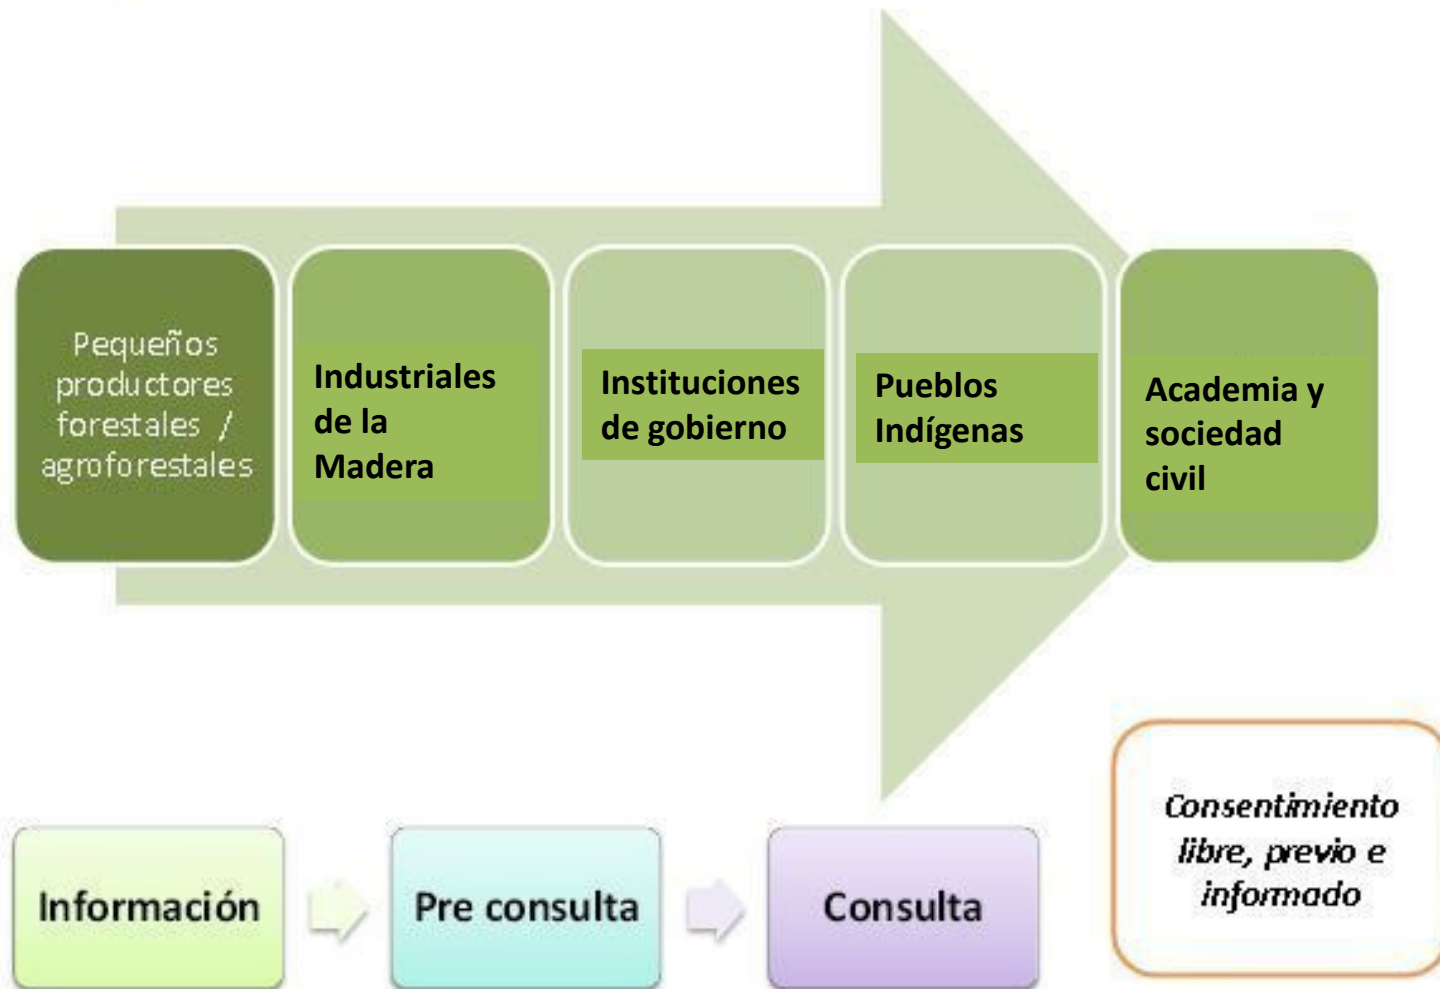 Pequeños
productores
forestales /
agroforestales
Industriales
de la
Madera
Instituciones
de gobierno
Pueblos
Indígenas
Academia y
sociedad
civil
Información
Pre consulta
Consulta
Consentimiento
libre, previo e
informado